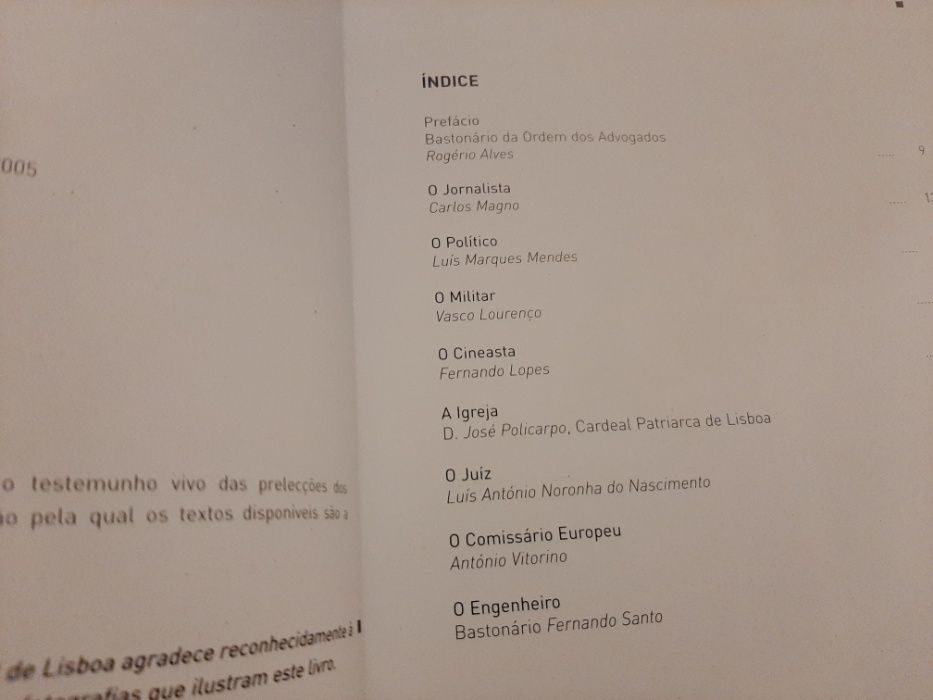 005
o testemunho vivo das prelecções dos
pela qual os textos disponíveis são a
de Lisboa agradece reconhecidamente à
que ilustram este livro.
ÍNDICE
Prefácio
Bastonário da Ordem dos Advogados
Rogério Alves ..... 9
O Jornalista
Carlos Magno .....
O Político
Luís Marques Mendes .....
O Militar
Vasco Lourenço .....
O Cineasta
Fernando Lopes
A Igreja
D. José Policarpo, Cardeal Patriarca de Lisboa
O Juíz
Luís António Noronha do Nascimento
O Comissário Europeu
António Vitorino
O Engenheiro
Bastonário Fernando Santo